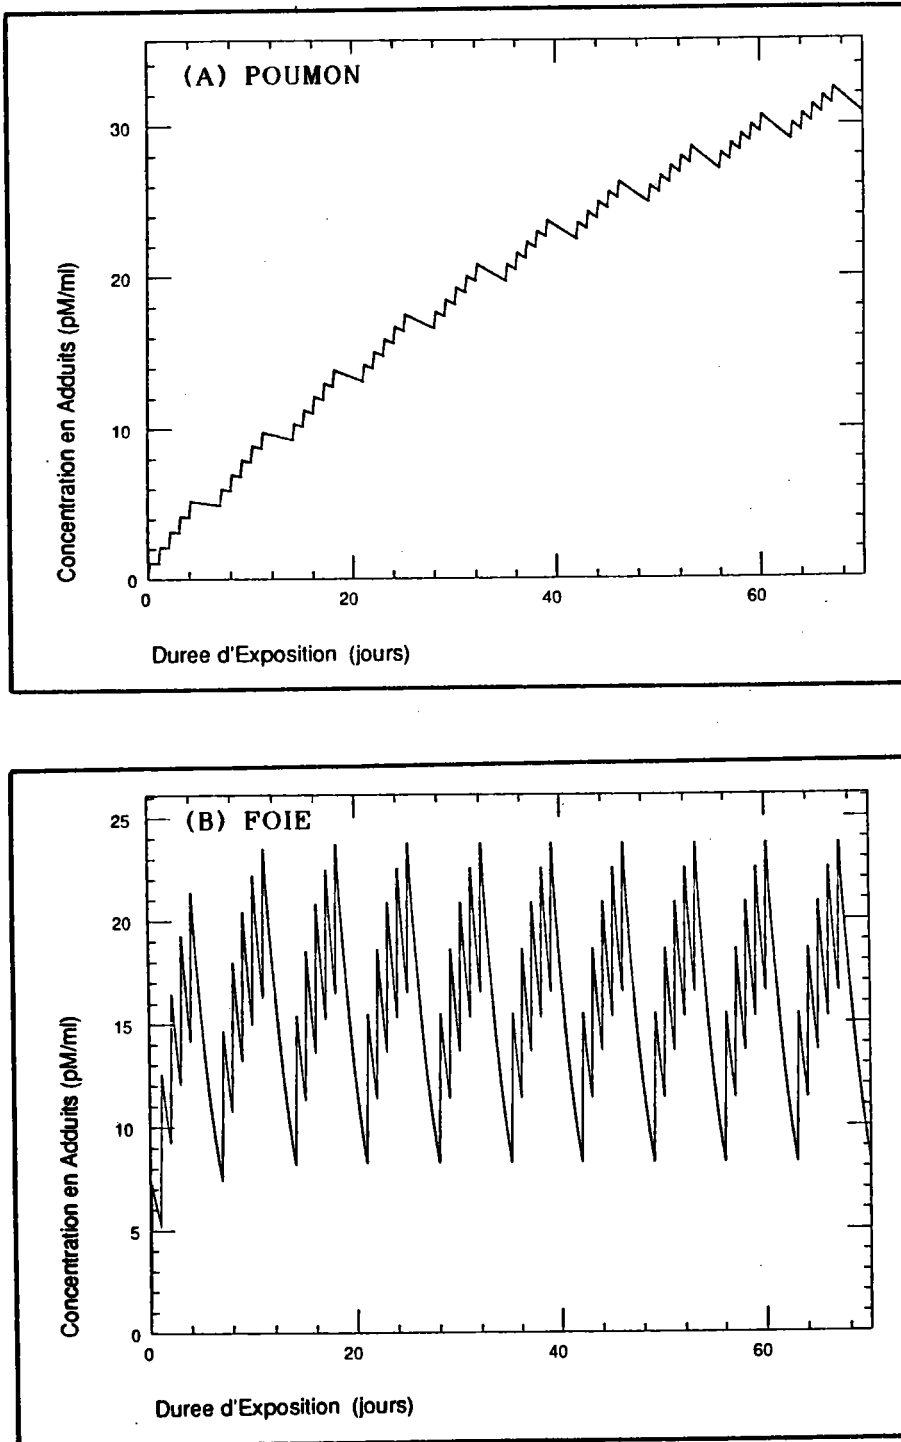 (A) POUMON
30
20
10
0
0 20 40 60
Concentration en Adduits (pM/ml)
Duree d'Exposition (jours)
(B) FOIE
25
20
15
10
5
0
0 20 40 60
Concentration en Adduits (pM/ml)
Duree d'Exposition (jours)